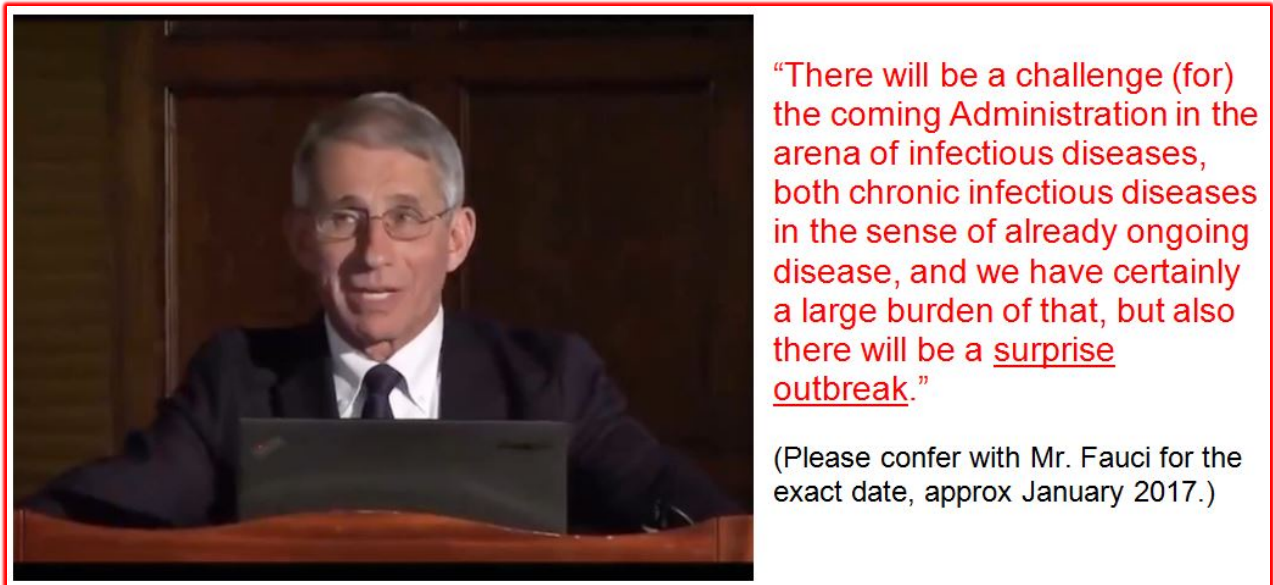 “There will be a challenge (for)
the coming Administration in the
arena of infectious diseases,
both chronic infectious diseases
in the sense of already ongoing
disease, and we have certainly
a large burden of that, but also
there will be a surprise
outbreak.”
(Please confer with Mr. Fauci for the
exact date, approx January 2017.)